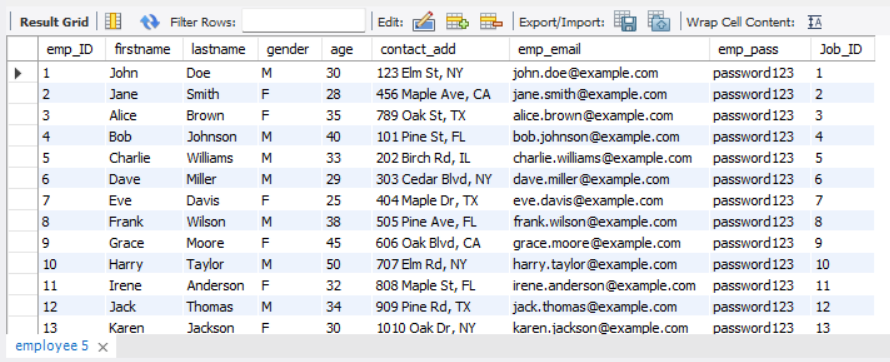 Result Grid Filter Rows: Edit: Export/Import: Wrap Cell Content: IA
emp_ID firstname lastname gender age contact_add emp_email emp_pass Job_ID
1 John Doe M 30 123 Elm St, NY john.doe@example.com password123 1
2 Jane Smith F 28 456 Maple Ave, CA jane.smith@example.com password123 2
3 Alice Brown F 35 789 Oak St, TX alice.brown@example.com password123 3
4 Bob Johnson M 40 101 Pine St, FL bob.johnson@example.com password123 4
5 Charlie Williams M 33 202 Birch Rd, IL charlie.williams@example.com password123 5
6 Dave Miller M 29 303 Cedar Blvd, NY dave.miller@example.com password123 6
7 Eve Davis F 25 404 Maple Dr, TX eve.davis@example.com password123 7
8 Frank Wilson M 38 505 Pine Ave, FL frank.wilson@example.com password123 8
9 Grace Moore F 45 606 Oak Blvd, CA grace.moore@example.com password123 9
10 Harry Taylor M 50 707 Elm Rd, NY harry.taylor@example.com password123 10
11 Irene Anderson F 32 808 Maple St, FL irene.anderson@example.com password123 11
12 Jack Thomas M 34 909 Pine Rd, TX jack.thomas@example.com password123 12
13 Karen Jackson F 30 1010 Oak Dr, NY karen.jackson@example.com password123 13
employee 5